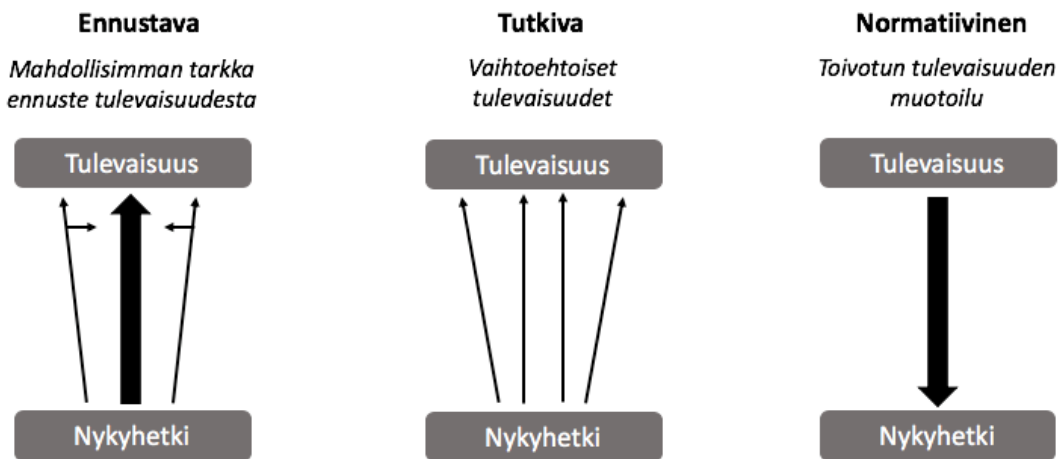 Ennustava
Mahdollisimman tarkka
ennuste tulevaisuudesta
Tulevaisuus
Nykyhetki
Tutkiva
Vaihtoehtoiset
tulevaisuudet
Tulevaisuus
Nykyhetki
Normatiivinen
Toivotun tulevaisuuden
muotoilu
Tulevaisuus
Nykyhetki